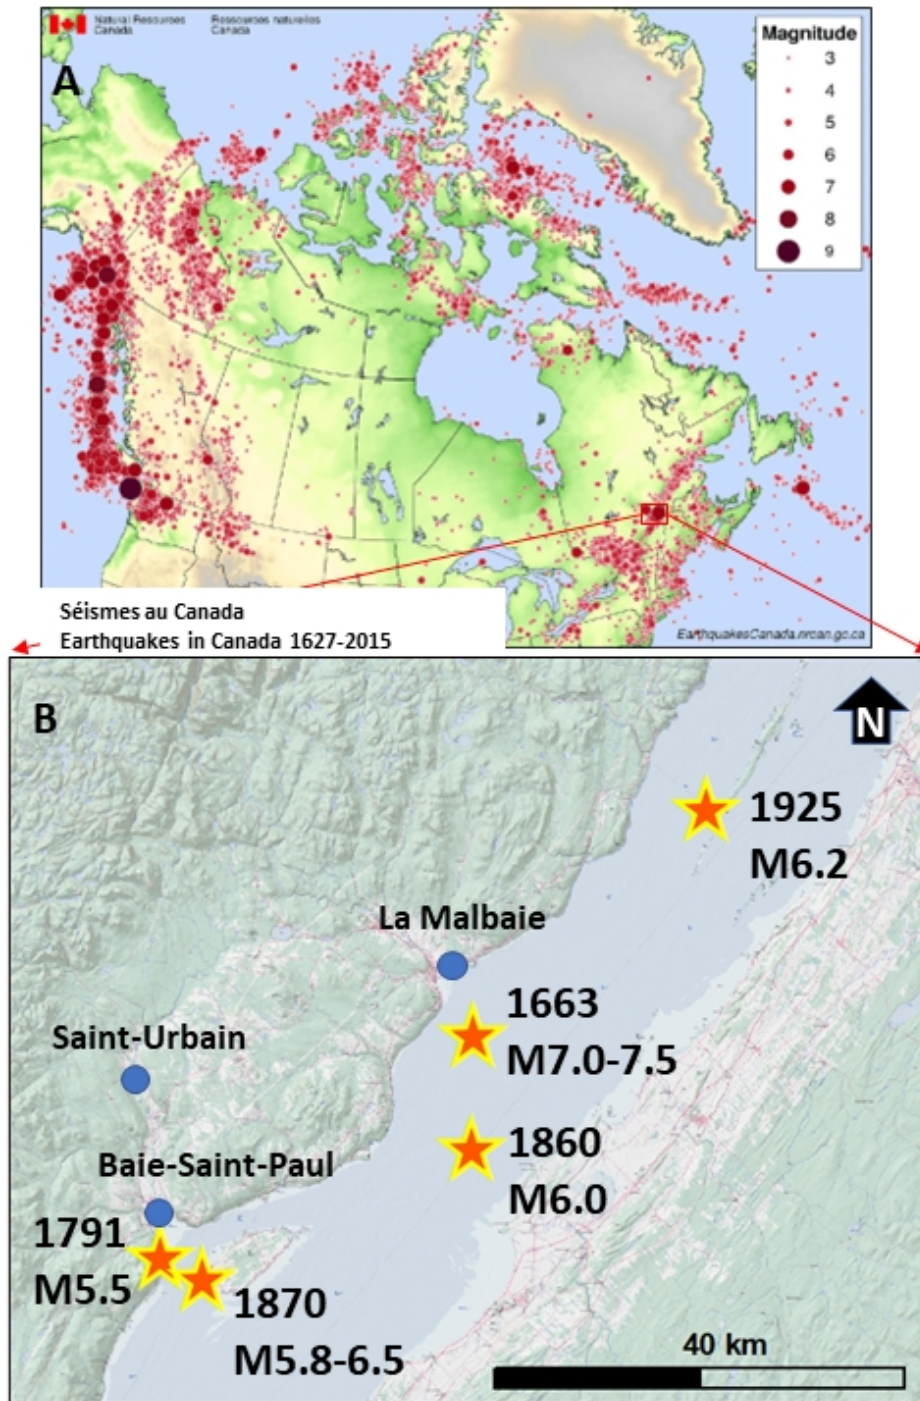 Natural Resources Ressources naturelles
Canada Canada
A
Magnitude
3
4
5
6
7
8
9
Séismes au Canada
Earthquakes in Canada 1627-2015
EarthquakesCanada.nrcan.gc.ca
B
N
1925
M6.2
La Malbaie
1663
M7.0-7.5
Saint-Urbain
1860
M6.0
Baie-Saint-Paul
1791
M5.5
1870
M5.8-6.5
40 km